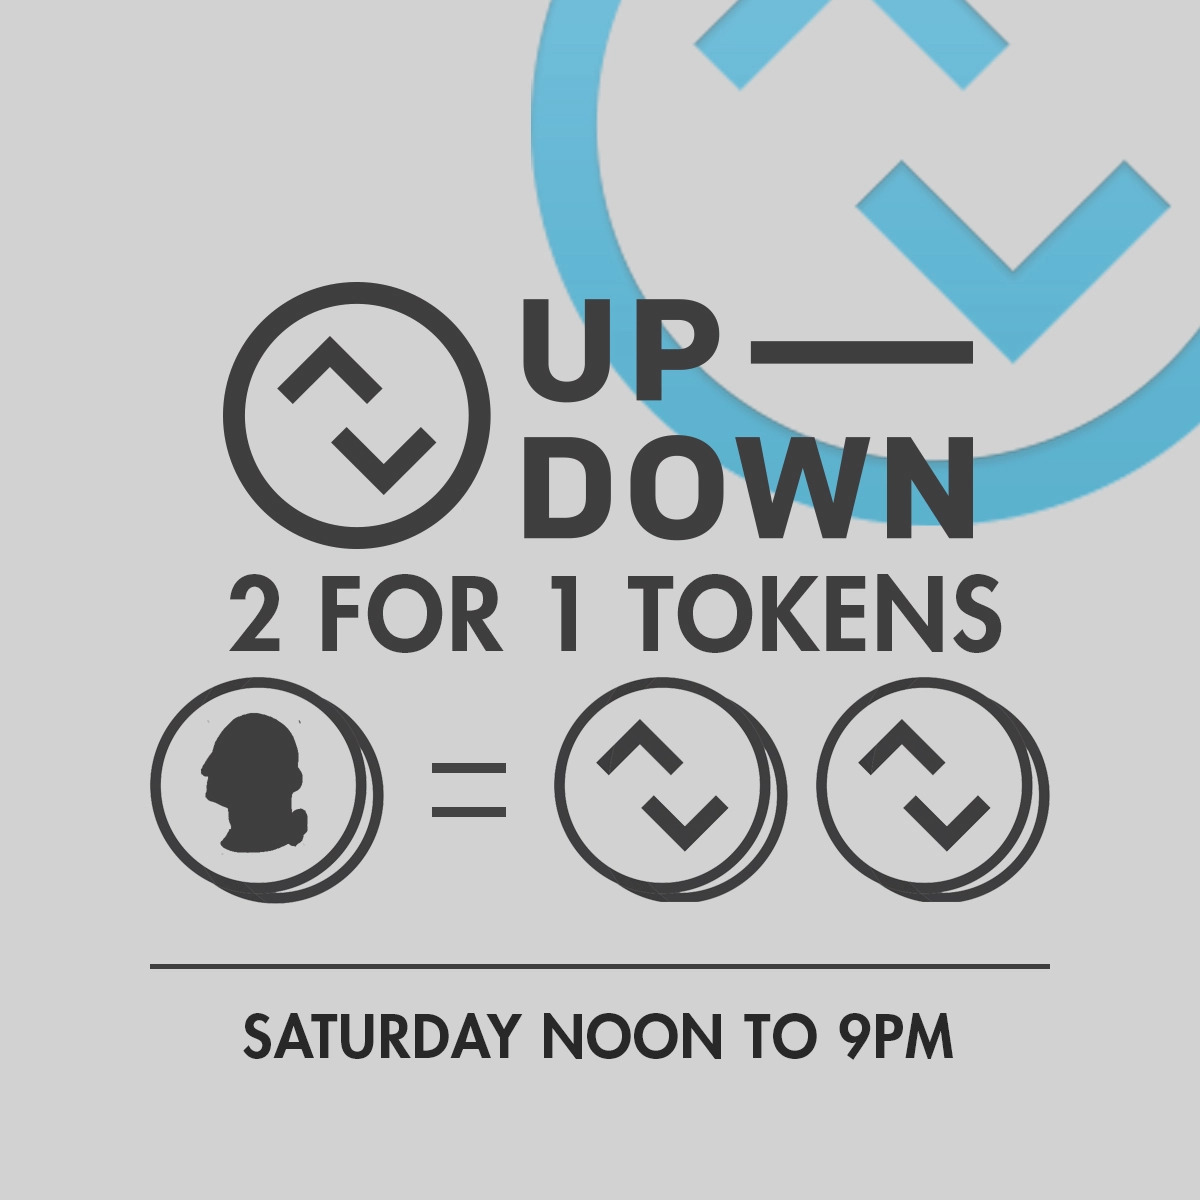 UP
DOWN
2 FOR 1 TOKENS
=
SATURDAY NOON TO 9PM